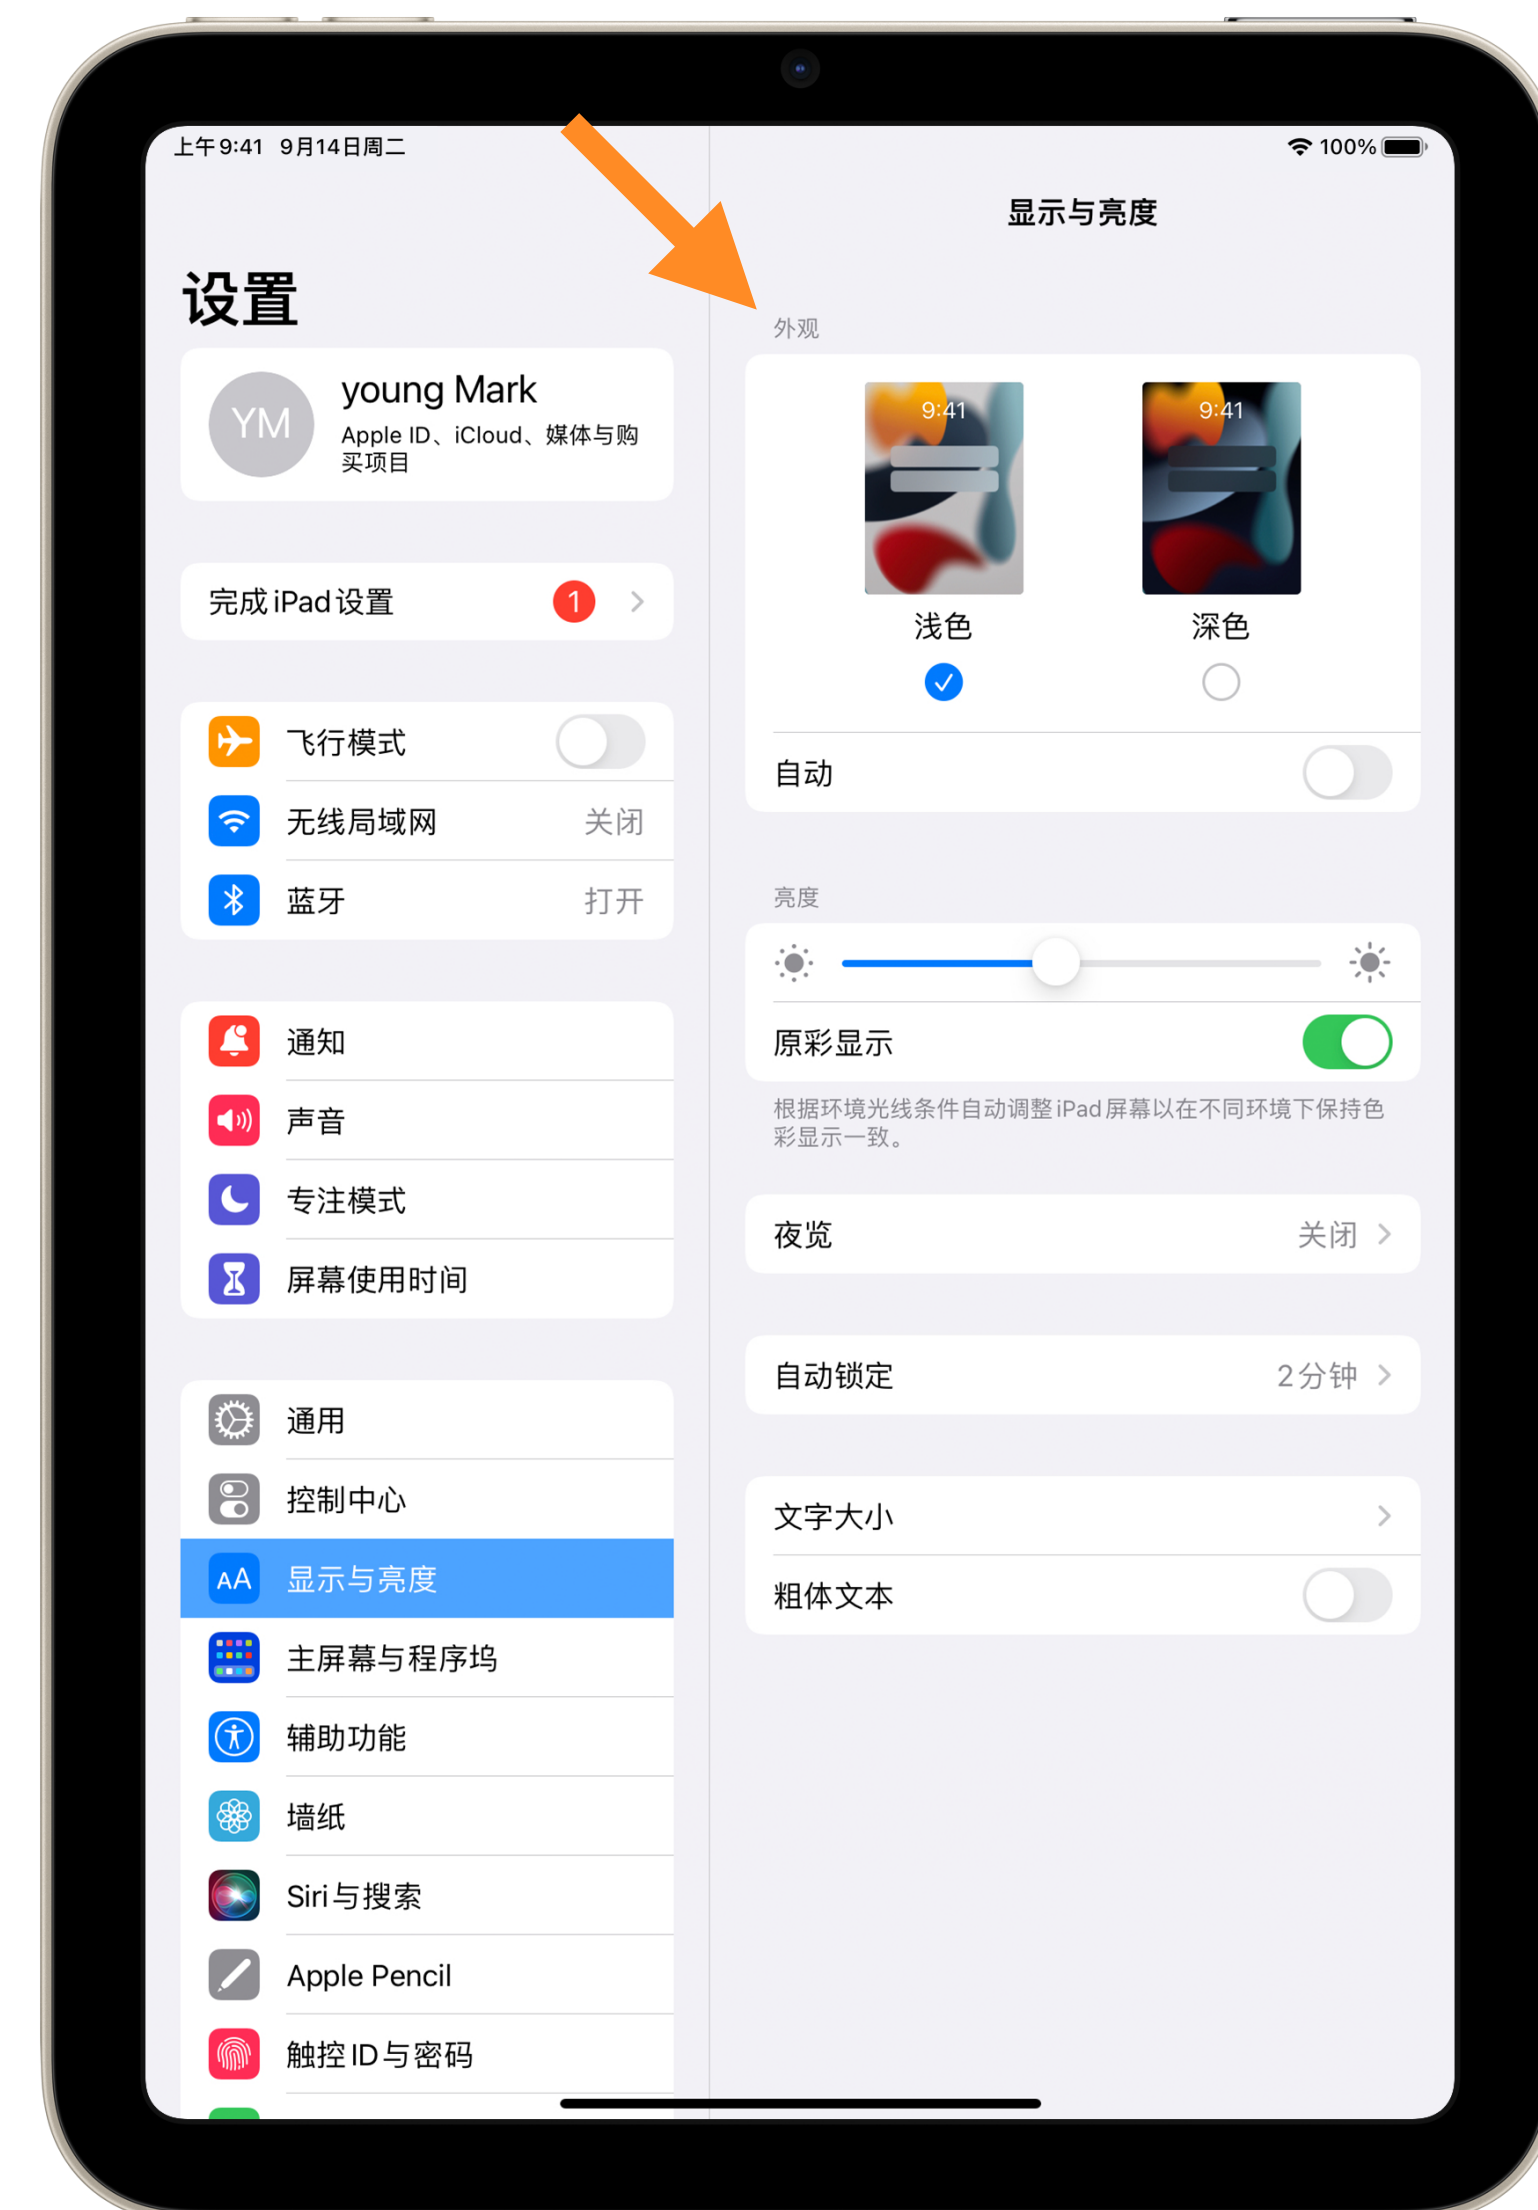 上午9:41 9月14日周二
100%
设置
YM
young Mark
Apple ID、iCloud、媒体与购
买项目
完成iPad设置
1
飞行模式
无线局域网 关闭
蓝牙 打开
通知
声音
专注模式
屏幕使用时间
通用
控制中心
AA 显示与亮度
主屏幕与程序坞
辅助功能
墙纸
Siri与搜索
Apple Pencil
触控ID与密码
显示与亮度
外观
9:41 9:41
浅色 深色
自动
亮度
原彩显示
根据环境光线条件自动调整iPad屏幕以在不同环境下保持色
彩显示一致。
夜览 关闭
自动锁定 2分钟
文字大小
粗体文本